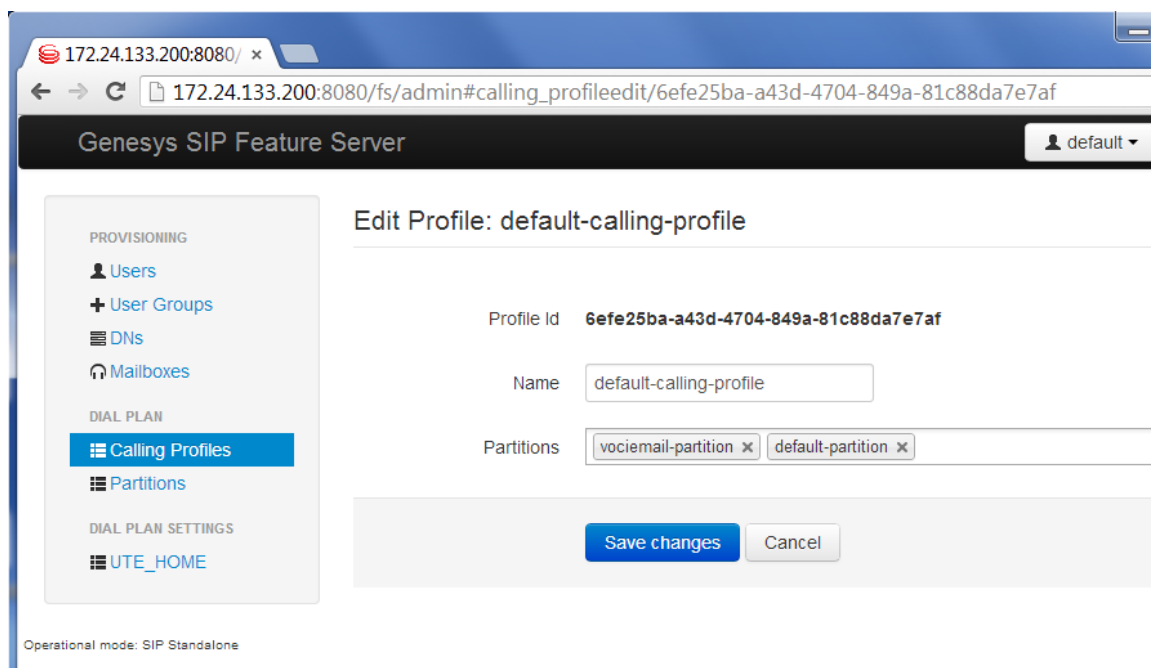 172.24.133.200:8080/
172.24.133.200:8080/fs/admin#calling_profileedit/6efe25ba-a43d-4704-849a-81c88da7e7af
Genesys SIP Feature Server
default
PROVISIONING
Users
User Groups
DNs
Mailboxes
DIAL PLAN
Calling Profiles
Partitions
DIAL PLAN SETTINGS
UTE_HOME
Edit Profile: default-calling-profile
Profile Id 6efe25ba-a43d-4704-849a-81c88da7e7af
Name default-calling-profile
Partitions vociemail-partition default-partition
Save changes Cancel
Operational mode: SIP Standalone